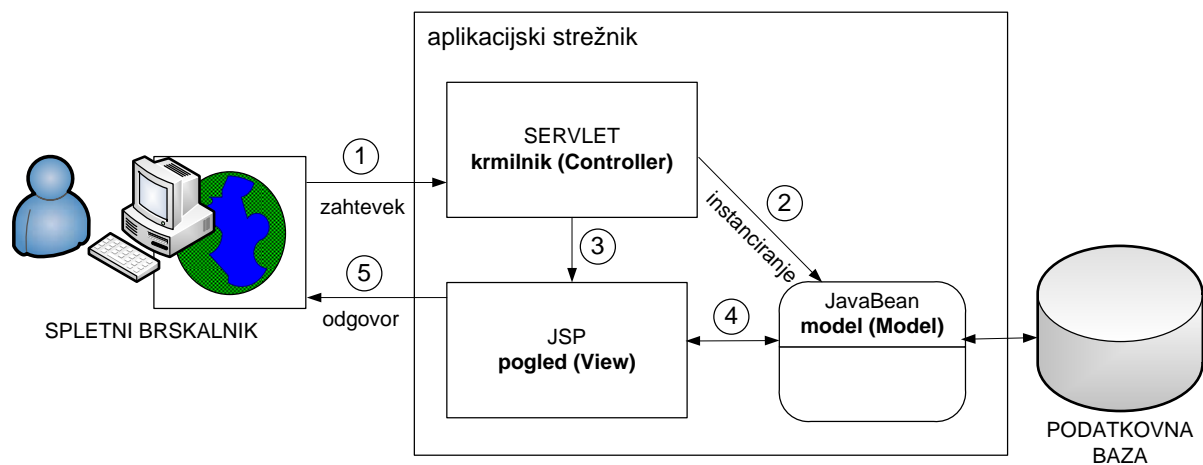 aplikacijski strežnik
SERVLET
krmilnik (Controller)
1
zahtevek
2
instanciranje
3
5
odgovor
SPLETNI BRSKALNIK
JSP
pogled (View)
4
JavaBean
model (Model)
PODATKOVNA
BAZA